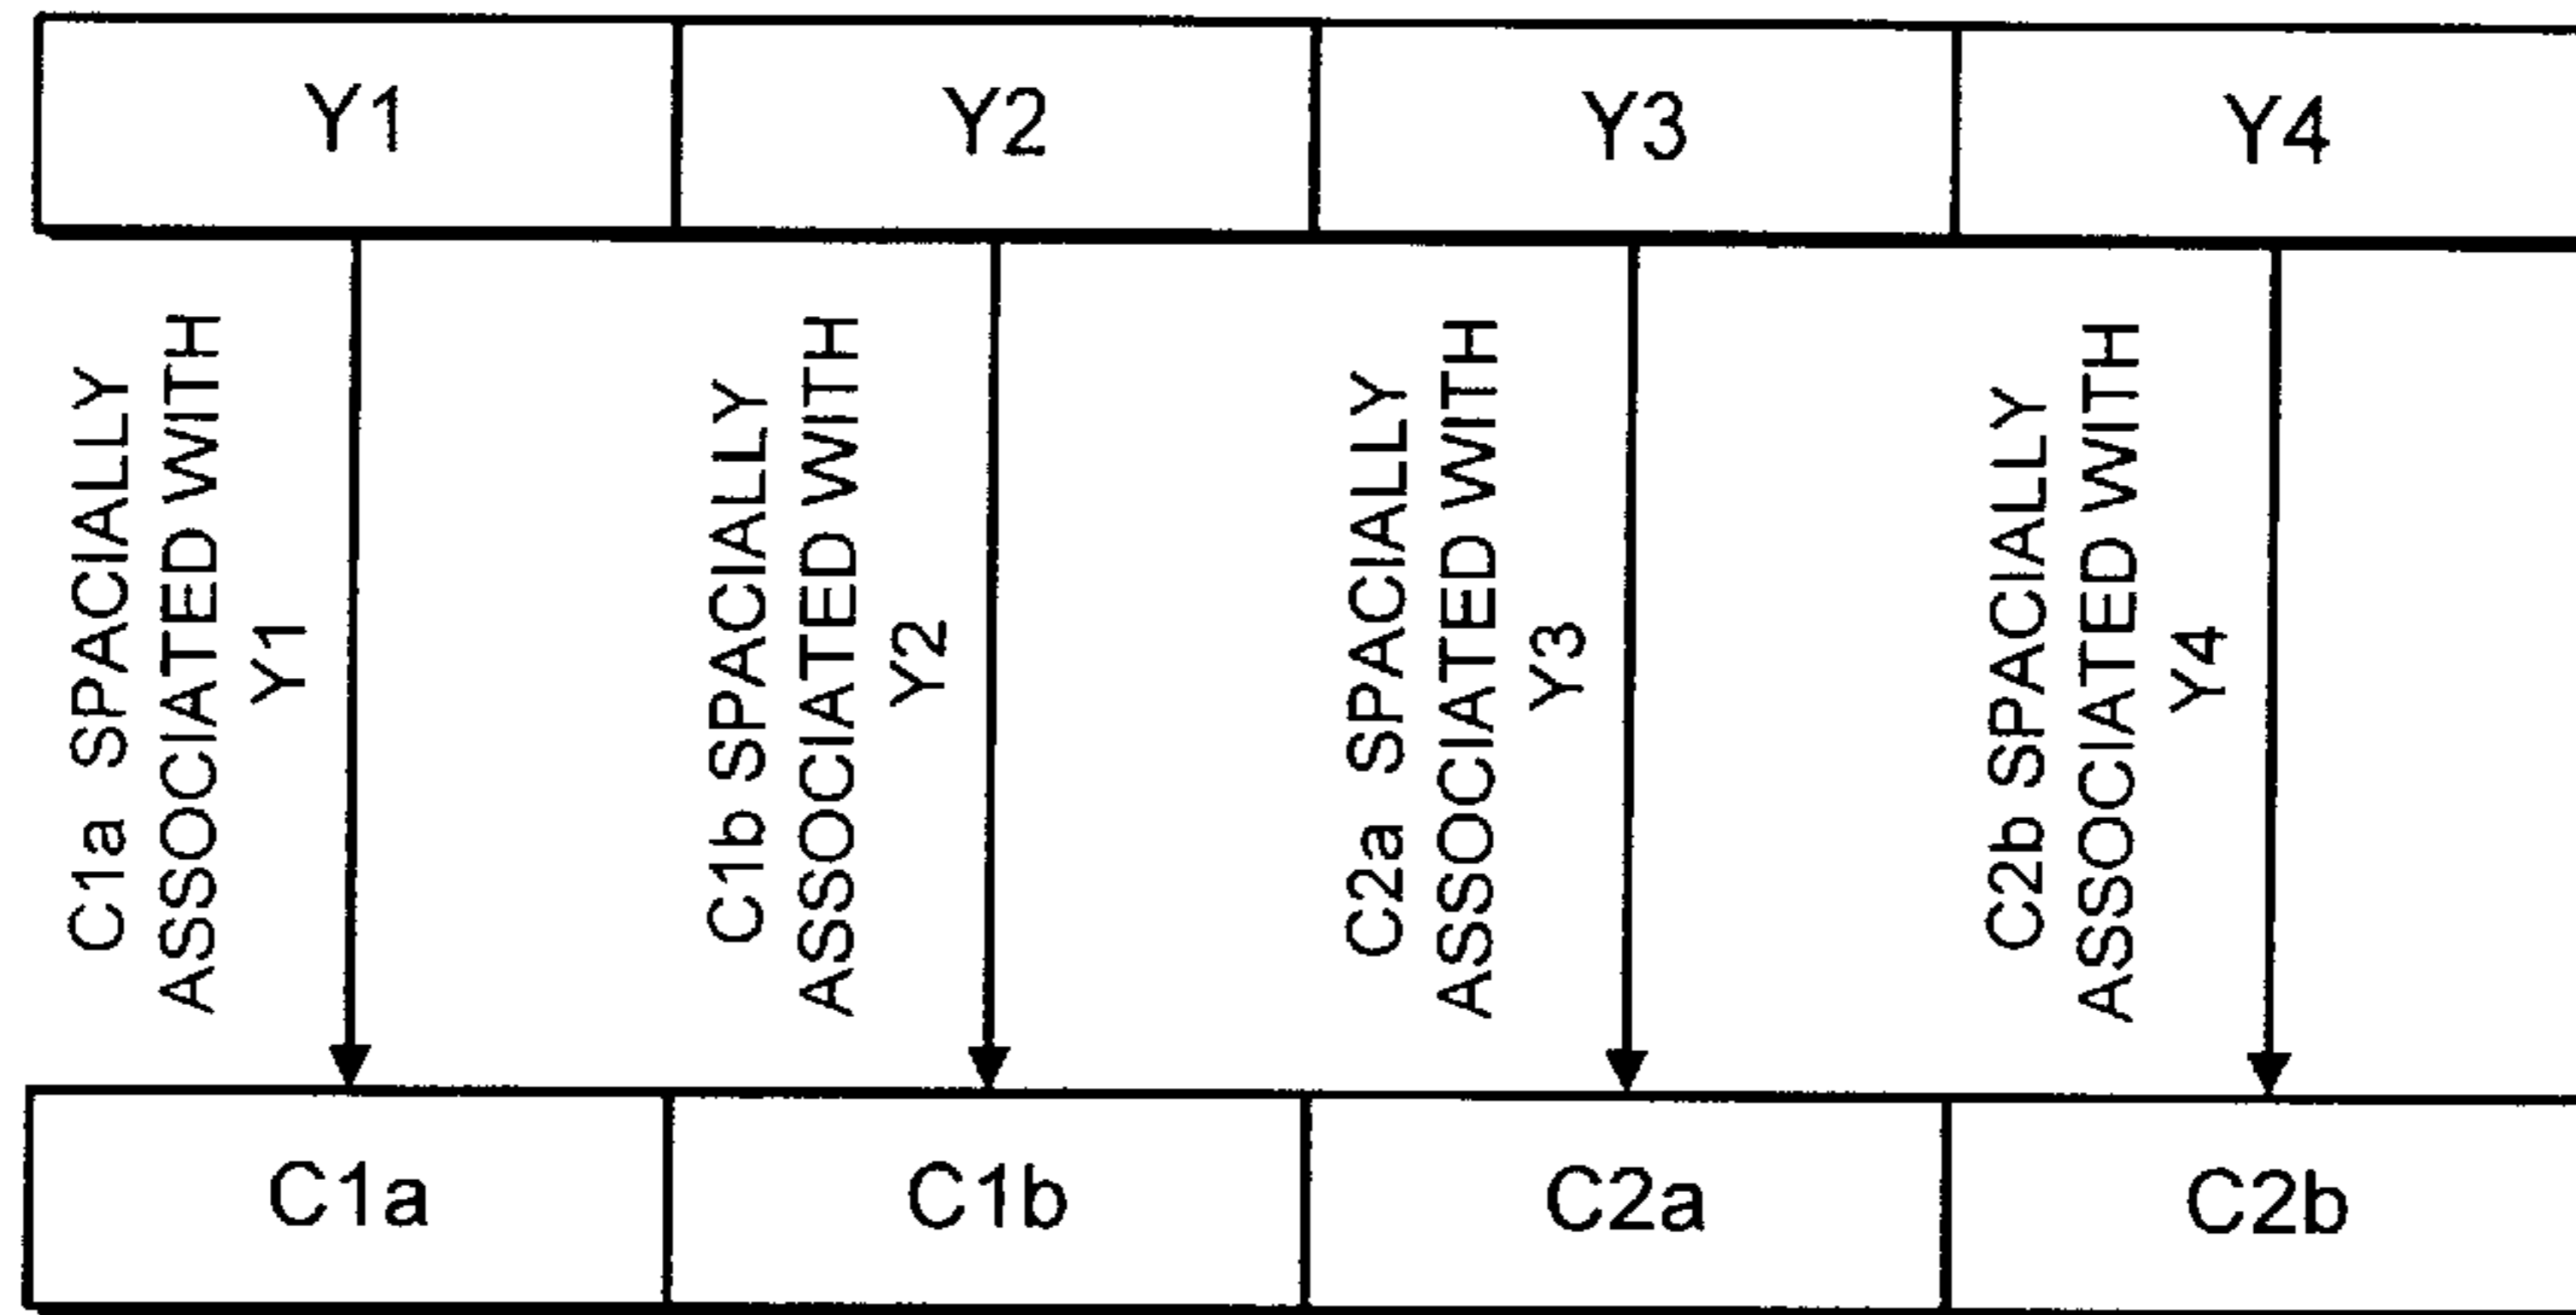 Y1
Y2
Y3
Y4
C1a SPACIALLY
ASSOCIATED WITH
Y1
C1b SPACIALLY
ASSOCIATED WITH
Y2
C2a SPACIALLY
ASSOCIATED WITH
Y3
C2b SPACIALLY
ASSOCIATED WITH
Y4
C1a
C1b
C2a
C2b